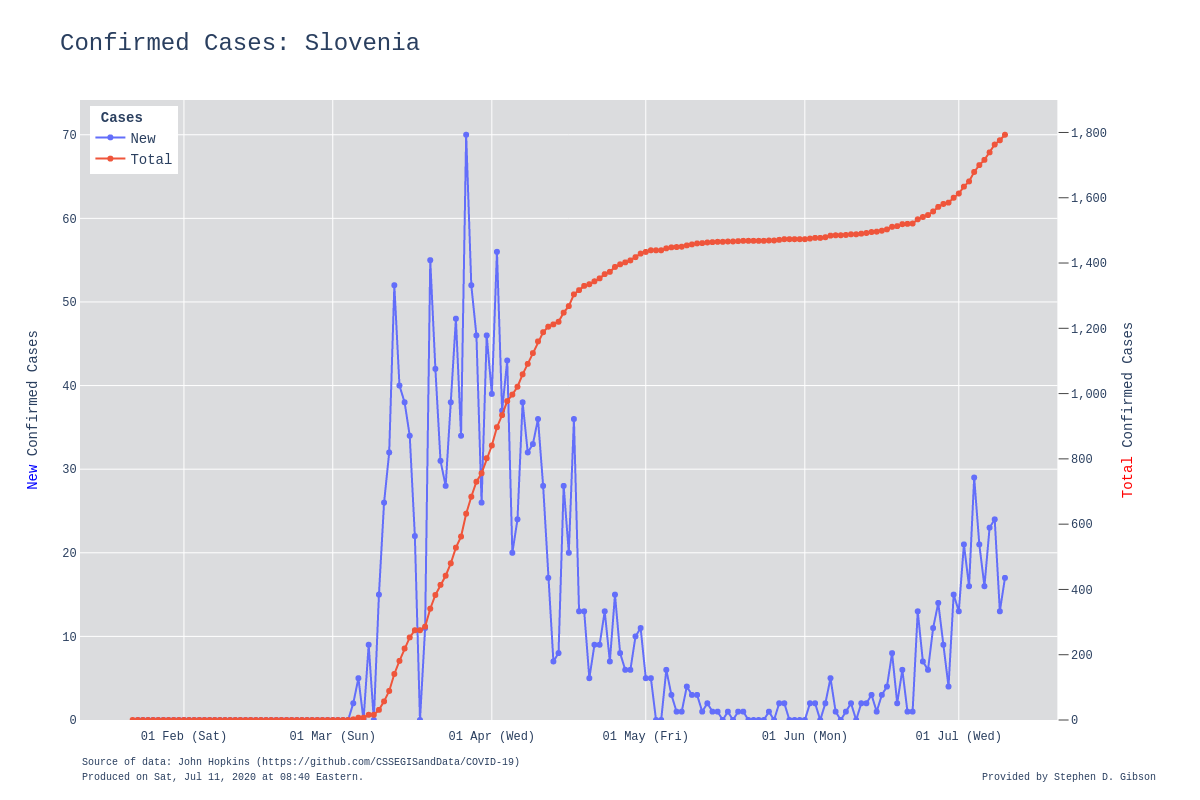 Confirmed Cases: Slovenia
Cases
New
Total
70
60
50
40
30
20
10
0
1,800
1,600
1,400
1,200
1,000
800
600
400
200
0
New Confirmed Cases
Total Confirmed Cases
01 Feb (Sat)
01 Mar (Sun)
01 Apr (Wed)
01 May (Fri)
01 Jun (Mon)
01 Jul (Wed)
Source of data: John Hopkins (https://github.com/CSSEGISandData/COVID-19)
Produced on Sat, Jul 11, 2020 at 08:40 Eastern.
Provided by Stephen D. Gibson